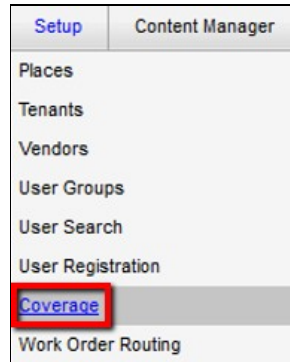 Setup Content Manager
Places
Tenants
Vendors
User Groups
User Search
User Registration
Coverage
Work Order Routing